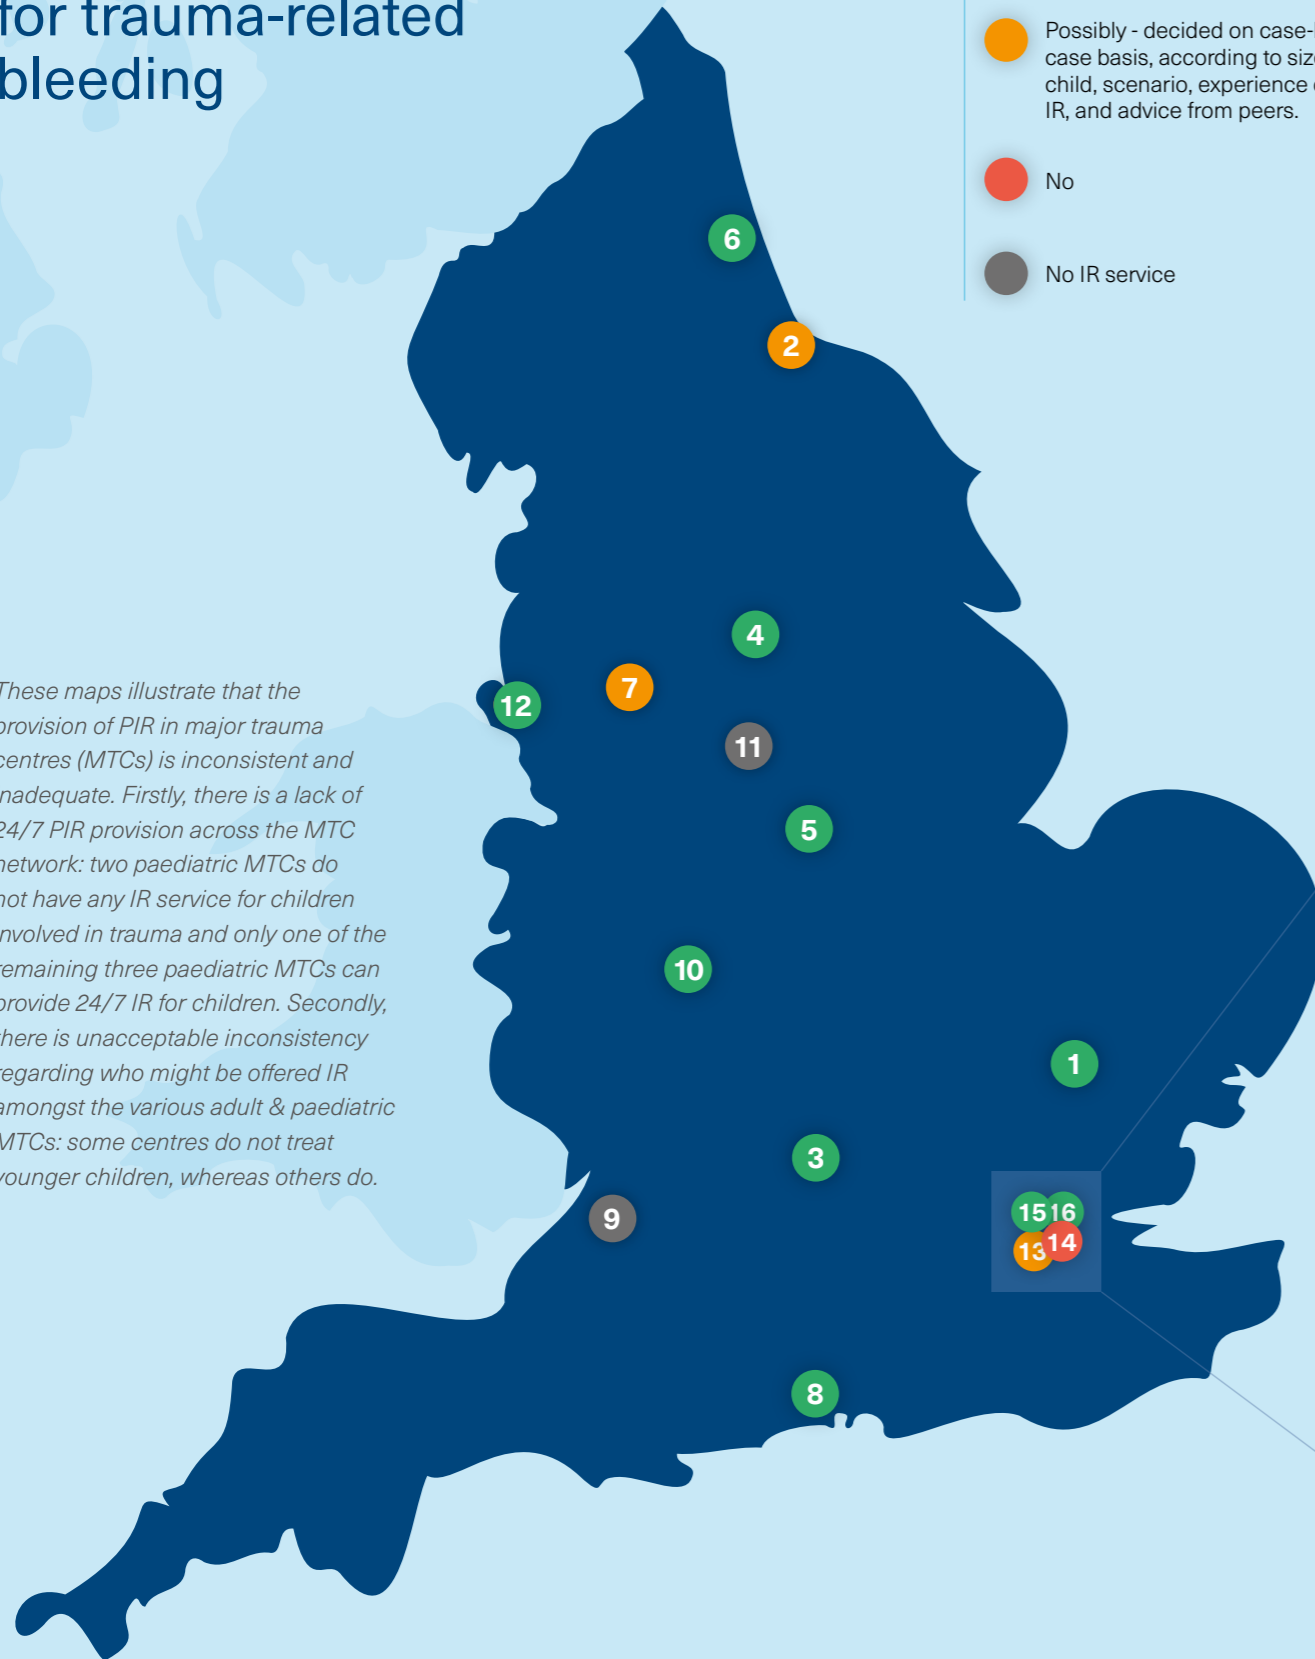 for trauma-related
bleeding
Possibly - decided on case-
case basis, according to size
child, scenario, experience
IR, and advice from peers.
No
No IR service
6
2
4
7
12
11
5
10
1
3
9
15 16
13 14
8
These maps illustrate that the
provision of PIR in major trauma
centres (MTCs) is inconsistent and
inadequate. Firstly, there is a lack of
24/7 PIR provision across the MTC
network: two paediatric MTCs do
not have any IR service for children
involved in trauma and only one of the
remaining three paediatric MTCs can
provide 24/7 IR for children. Secondly,
there is unacceptable inconsistency
regarding who might be offered IR
amongst the various adult & paediatric
MTCs: some centres do not treat
younger children, whereas others do.